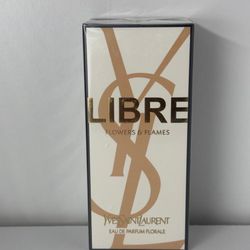 LIBRE
FLOWERS & FLAMES
YVES SAINT LAURENT
EAU DE PARFUM FLORALE